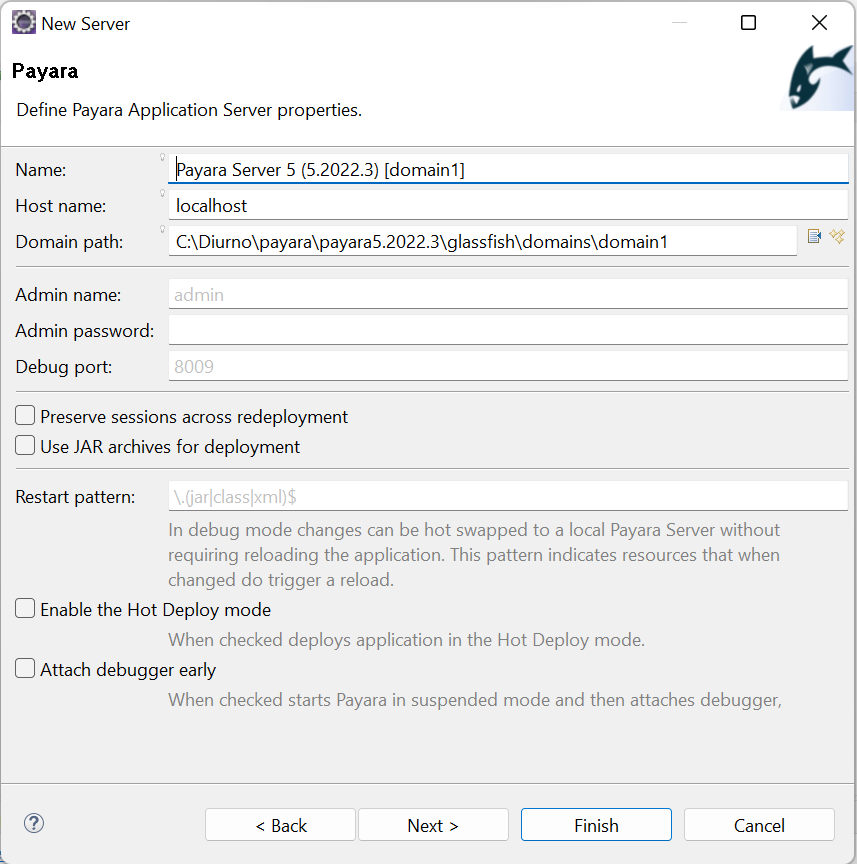 New Server
Payara
Define Payara Application Server properties.
Name: Payara Server 5 (5.2022.3) [domain1]
Host name: localhost
Domain path: C:\Diurno\payara\payara5.2022.3\glassfish\domains\domain1
Admin name: admin
Admin password:
Debug port: 8009
Preserve sessions across redeployment
Use JAR archives for deployment
Restart pattern: \.(jar|class|xml)$
In debug mode changes can be hot swapped to a local Payara Server without
requiring reloading the application. This pattern indicates resources that when
changed do trigger a reload.
Enable the Hot Deploy mode
When checked deploys application in the Hot Deploy mode.
Attach debugger early
When checked starts Payara in suspended mode and then attaches debugger,
? < Back Next > Finish Cancel